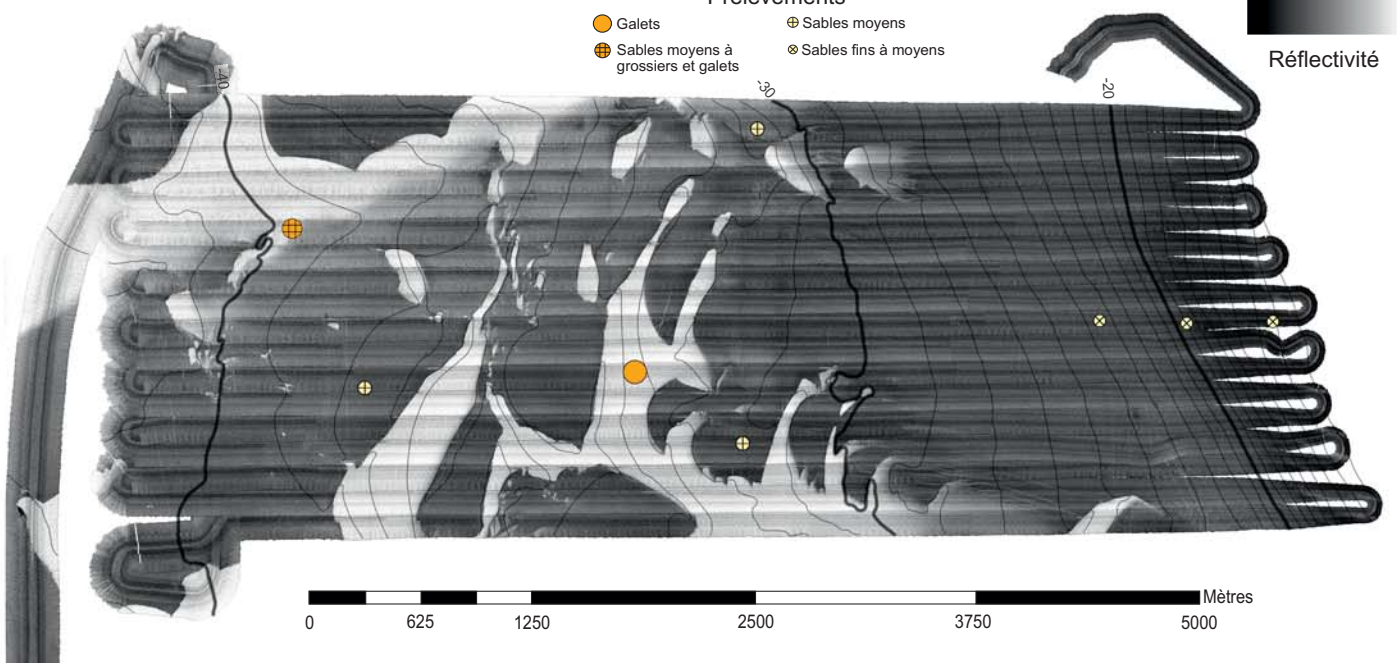 Prélèvements
Galets
Sables moyens
Sables moyens à
grossiers et galets
Sables fins à moyens
Réflectivité
-40
-30
-20
Mètres
0 625 1250 2500 3750 5000